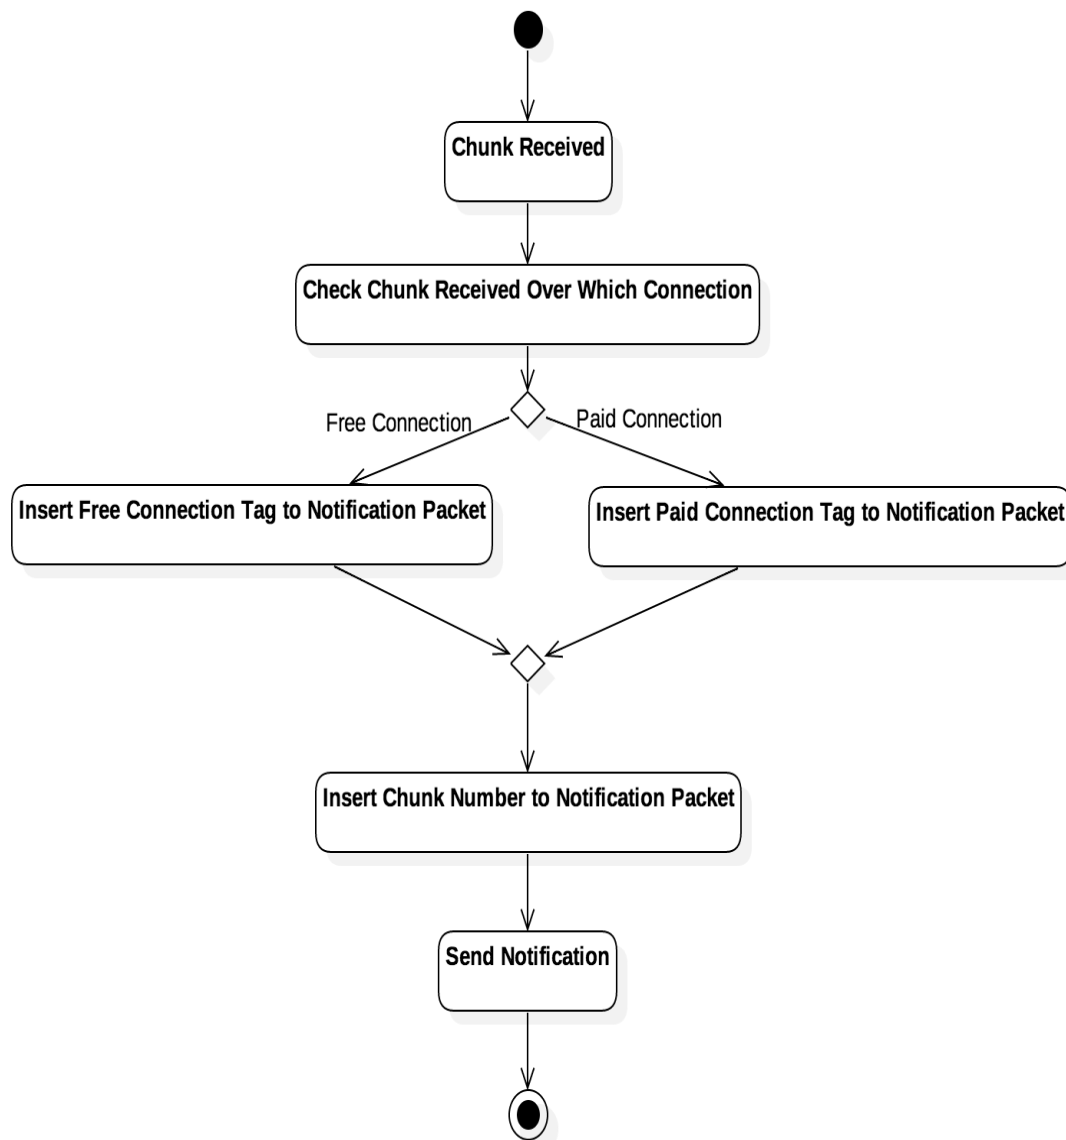 Chunk Received
Check Chunk Received Over Which Connection
Free Connection
Paid Connection
Insert Free Connection Tag to Notification Packet
Insert Paid Connection Tag to Notification Packet
Insert Chunk Number to Notification Packet
Send Notification